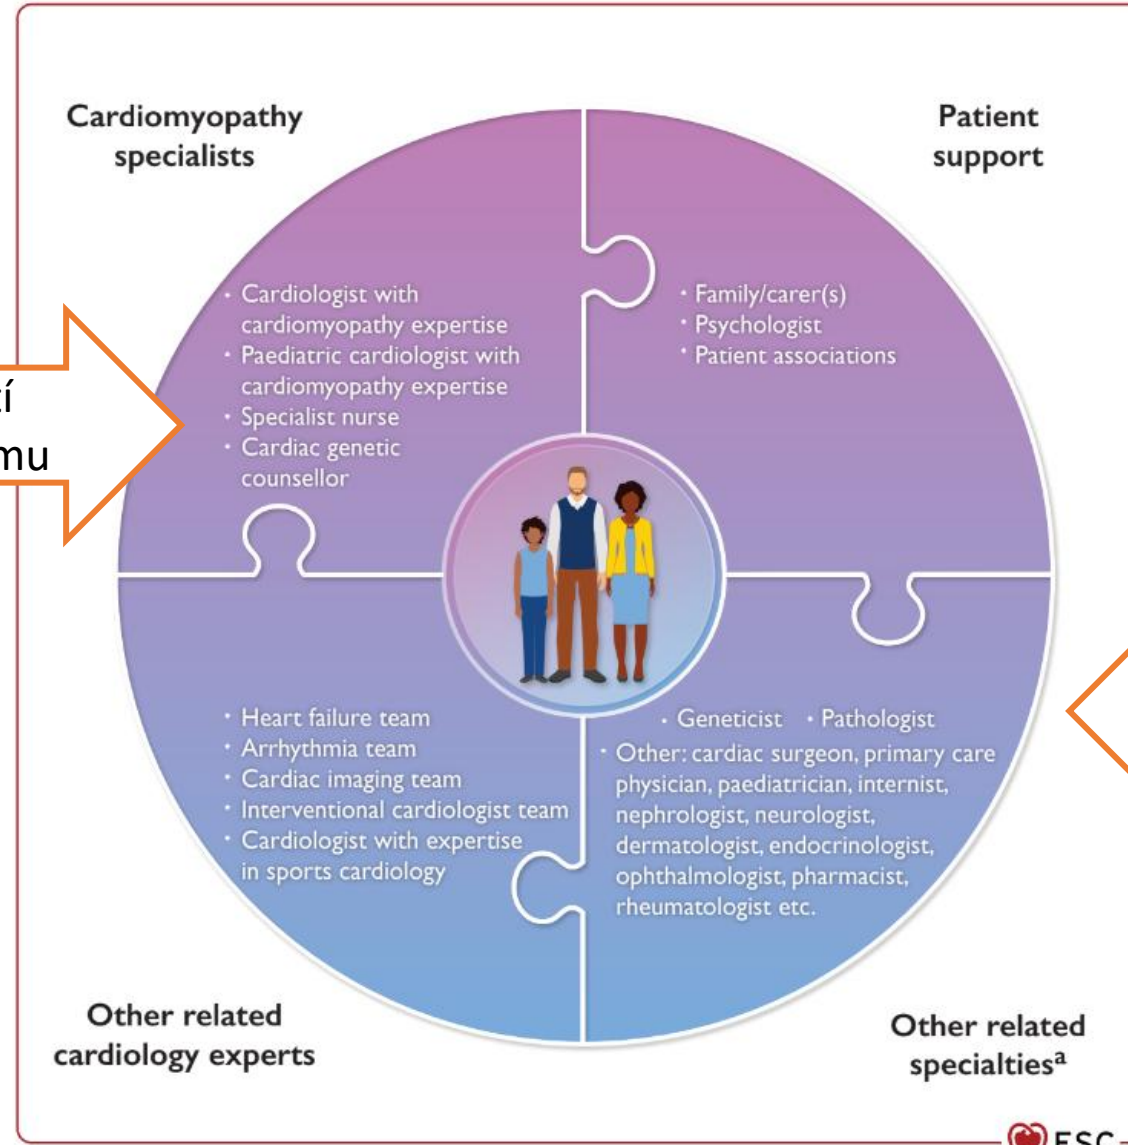 Cardiomyopathy
specialists
Patient
support
• Cardiologist with
cardiomyopathy expertise
• Paediatric cardiologist with
cardiomyopathy expertise
• Specialist nurse
• Cardiac genetic
counsellor
• Family/carer(s)
• Psychologist
• Patient associations
mu
• Heart failure team
• Arrhythmia team
• Cardiac imaging team
• Interventional cardiologist team
• Cardiologist with expertise
in sports cardiology
• Geneticist • Pathologist
• Other: cardiac surgeon, primary care
physician, paediatrician, internist,
nephrologist, neurologist,
dermatologist, endocrinologist,
ophthalmologist, pharmacist,
rheumatologist etc.
Other related
cardiology experts
Other related
specialtiesᵃ
ESC